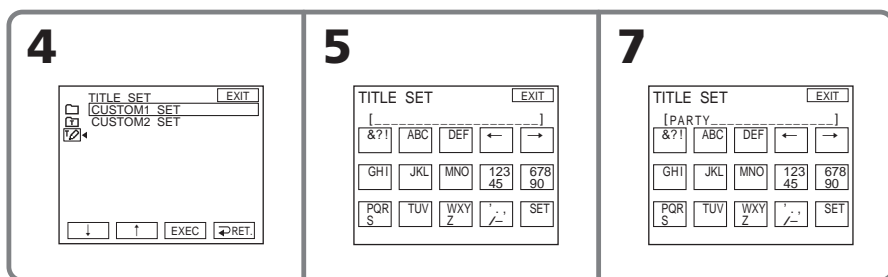 4
TITLE SET EXIT
CUSTOM1 SET
CUSTOM2 SET
↓ ↑ EXEC RET.
5
TITLE SET EXIT
[____________________]
&?! ABC DEF ← →
GHI JKL MNO 123 678
45 90
PQR TUV WXY ' . , SET
S Z /–
7
TITLE SET EXIT
[PARTY_______________]
&?! ABC DEF ← →
GHI JKL MNO 123 678
45 90
PQR TUV WXY ' . , SET
S Z /–